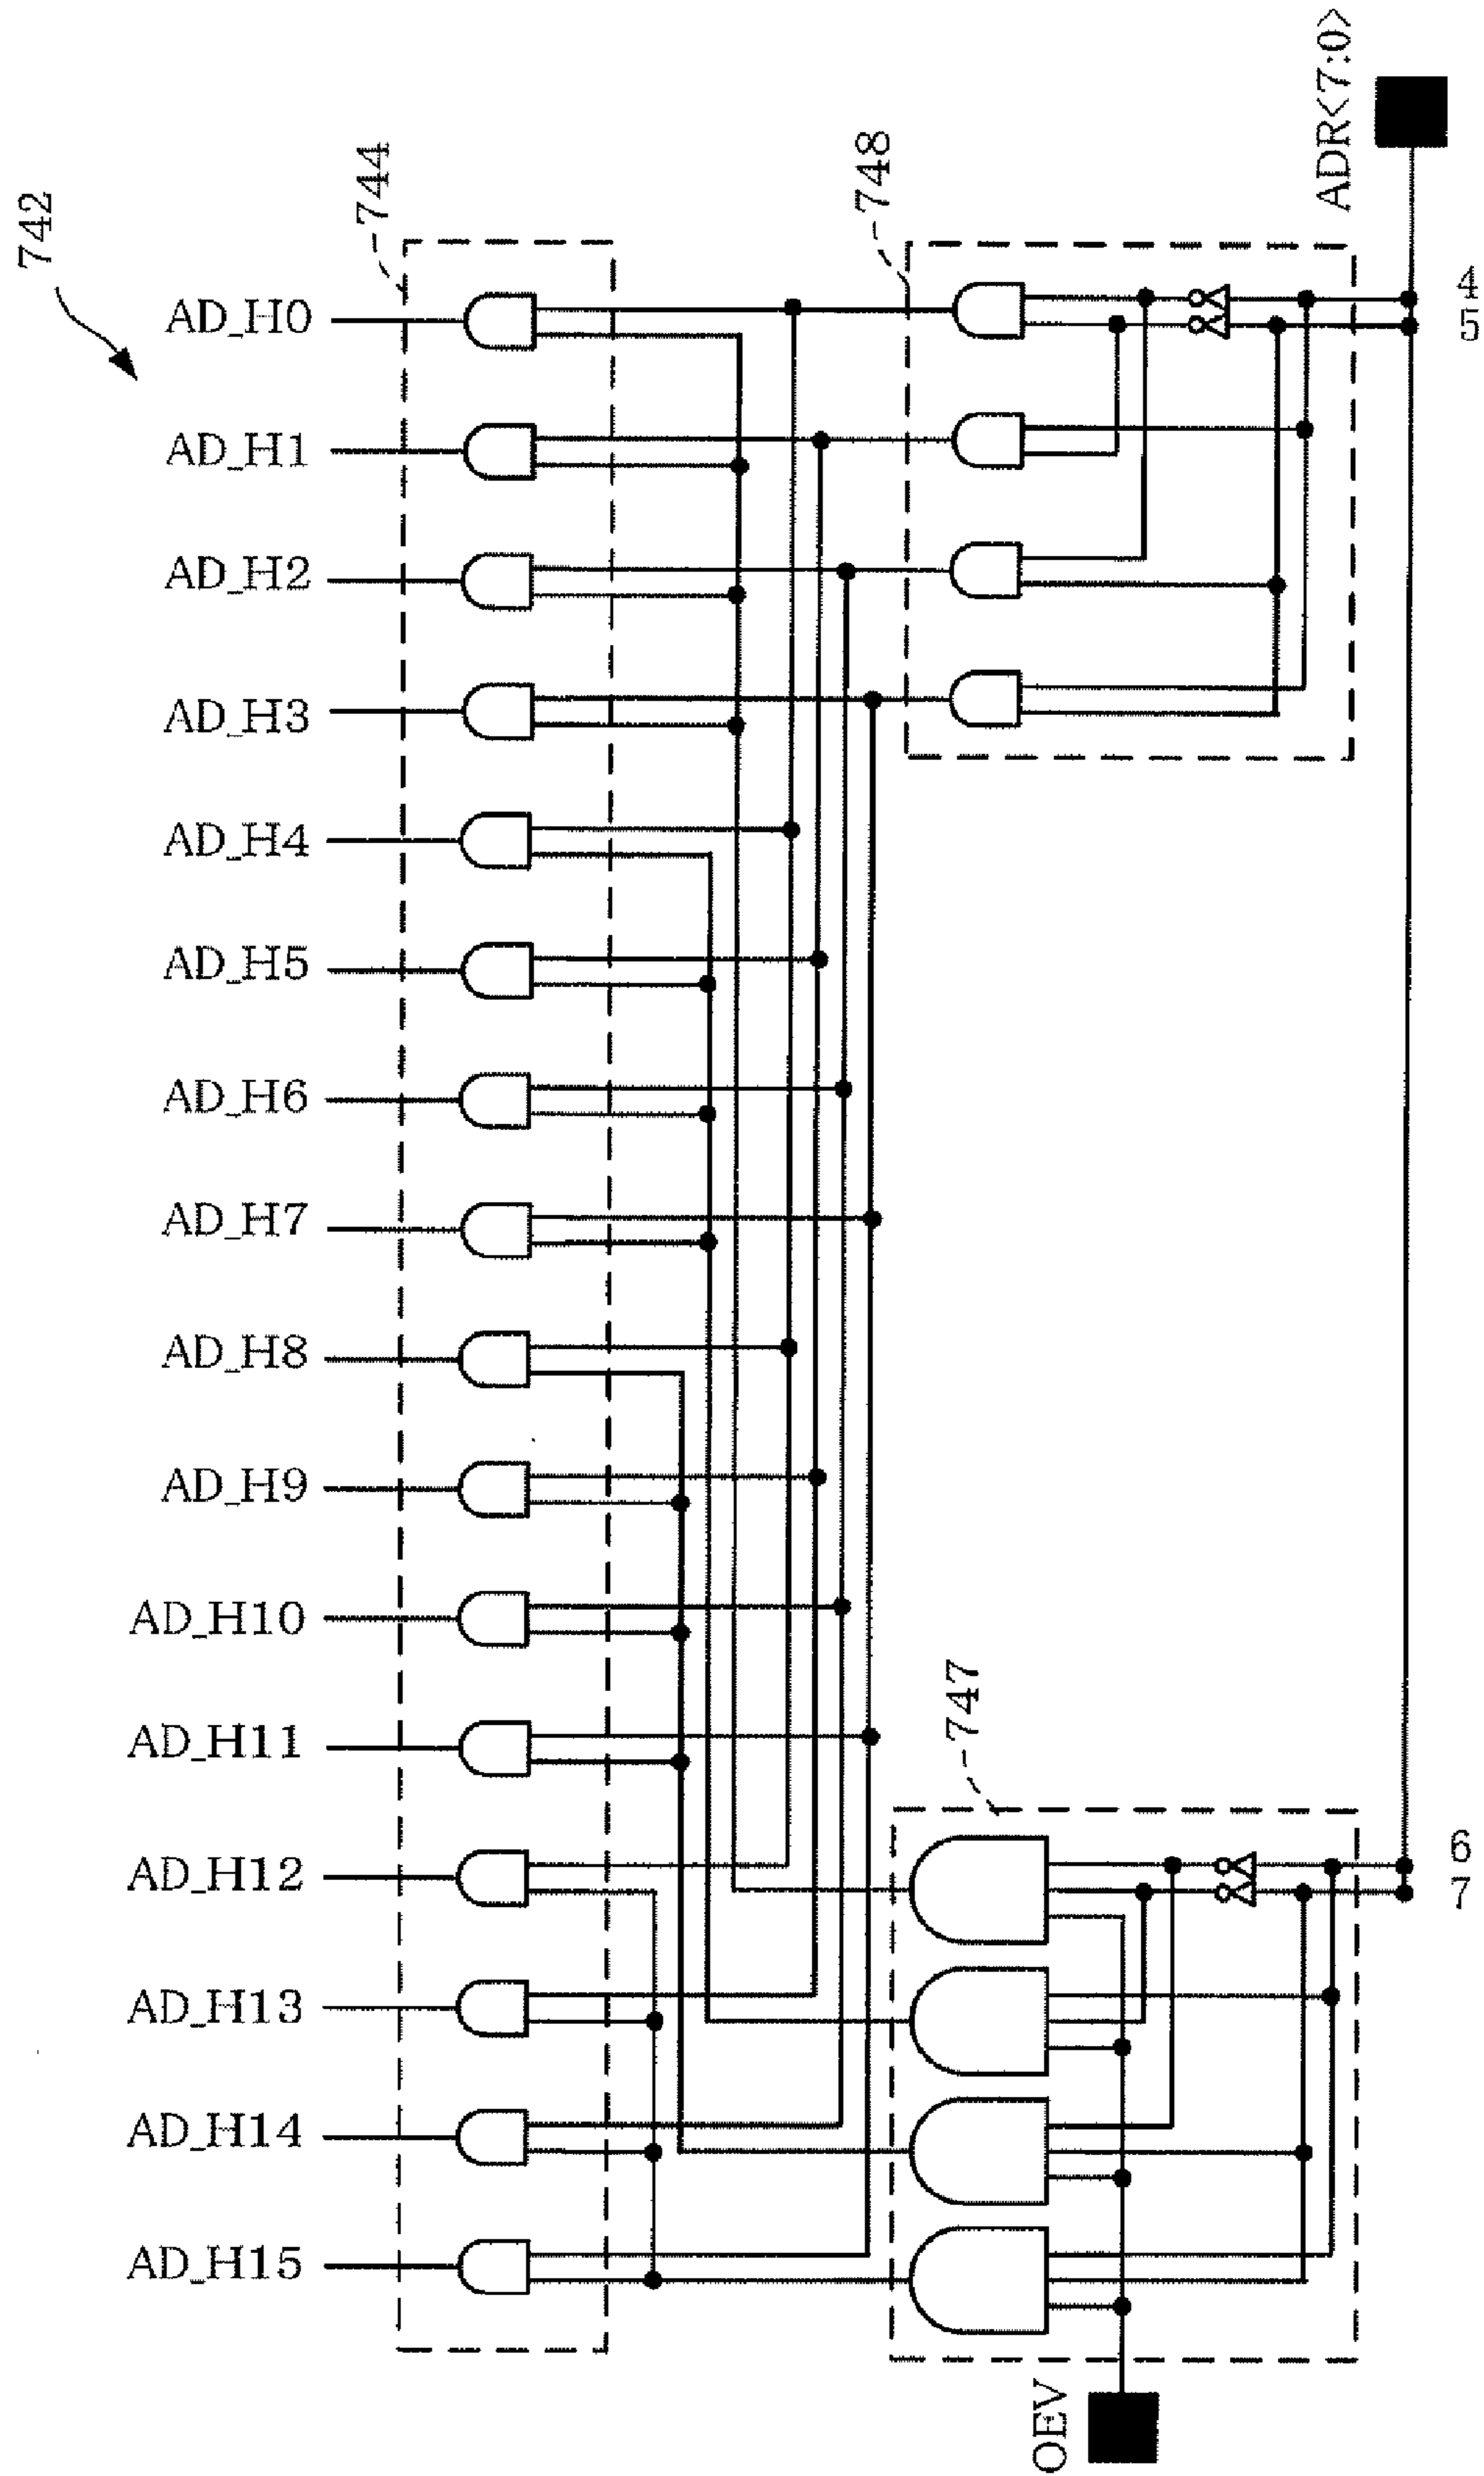 742
744
748
ADR<7:0>
AD_H0
4
5
AD_H1
AD_H2
AD_H3
AD_H4
AD_H5
AD_H6
AD_H7
AD_H8
AD_H9
AD_H10
747
AD_H11
AD_H12
6
7
AD_H13
AD_H14
AD_H15
OEV